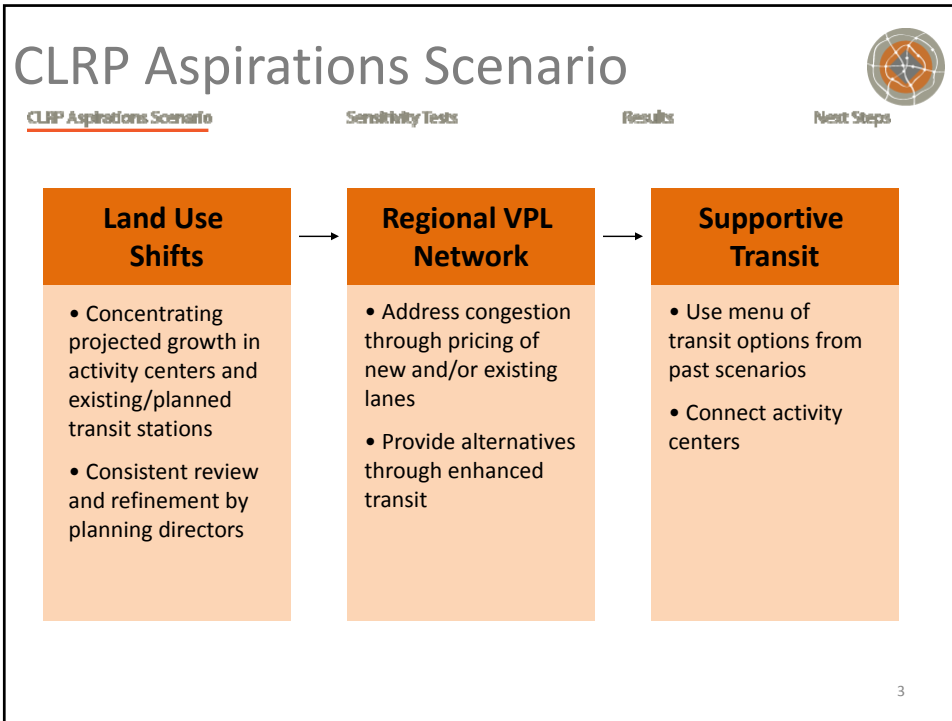 CLRP Aspirations Scenario
CLRP Aspirations Scenario Sensitivity Tests Results Next Steps
Land Use
Shifts
• Concentrating
projected growth in
activity centers and
existing/planned
transit stations
• Consistent review
and refinement by
planning directors
Regional VPL
Network
• Address congestion
through pricing of
new and/or existing
lanes
• Provide alternatives
through enhanced
transit
Supportive
Transit
• Use menu of
transit options from
past scenarios
• Connect activity
centers
3